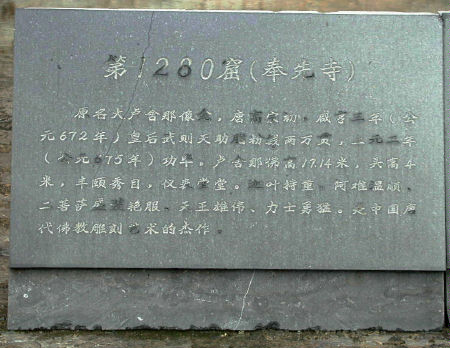 第1280窟(奉先寺)
原名大卢舍那像龛，唐高宗初，咸亨三年（公
元672年）皇后武则天助脂粉钱两万贯，上元二年
（公元675年）功毕。卢舍那佛高17.14米，头高4
米，丰颐秀目，仪表堂堂。迦叶持重，阿难温顺，
二菩萨盛装艳服、天王雄伟、力士勇猛。是中国唐
代佛教雕刻艺术的杰作。